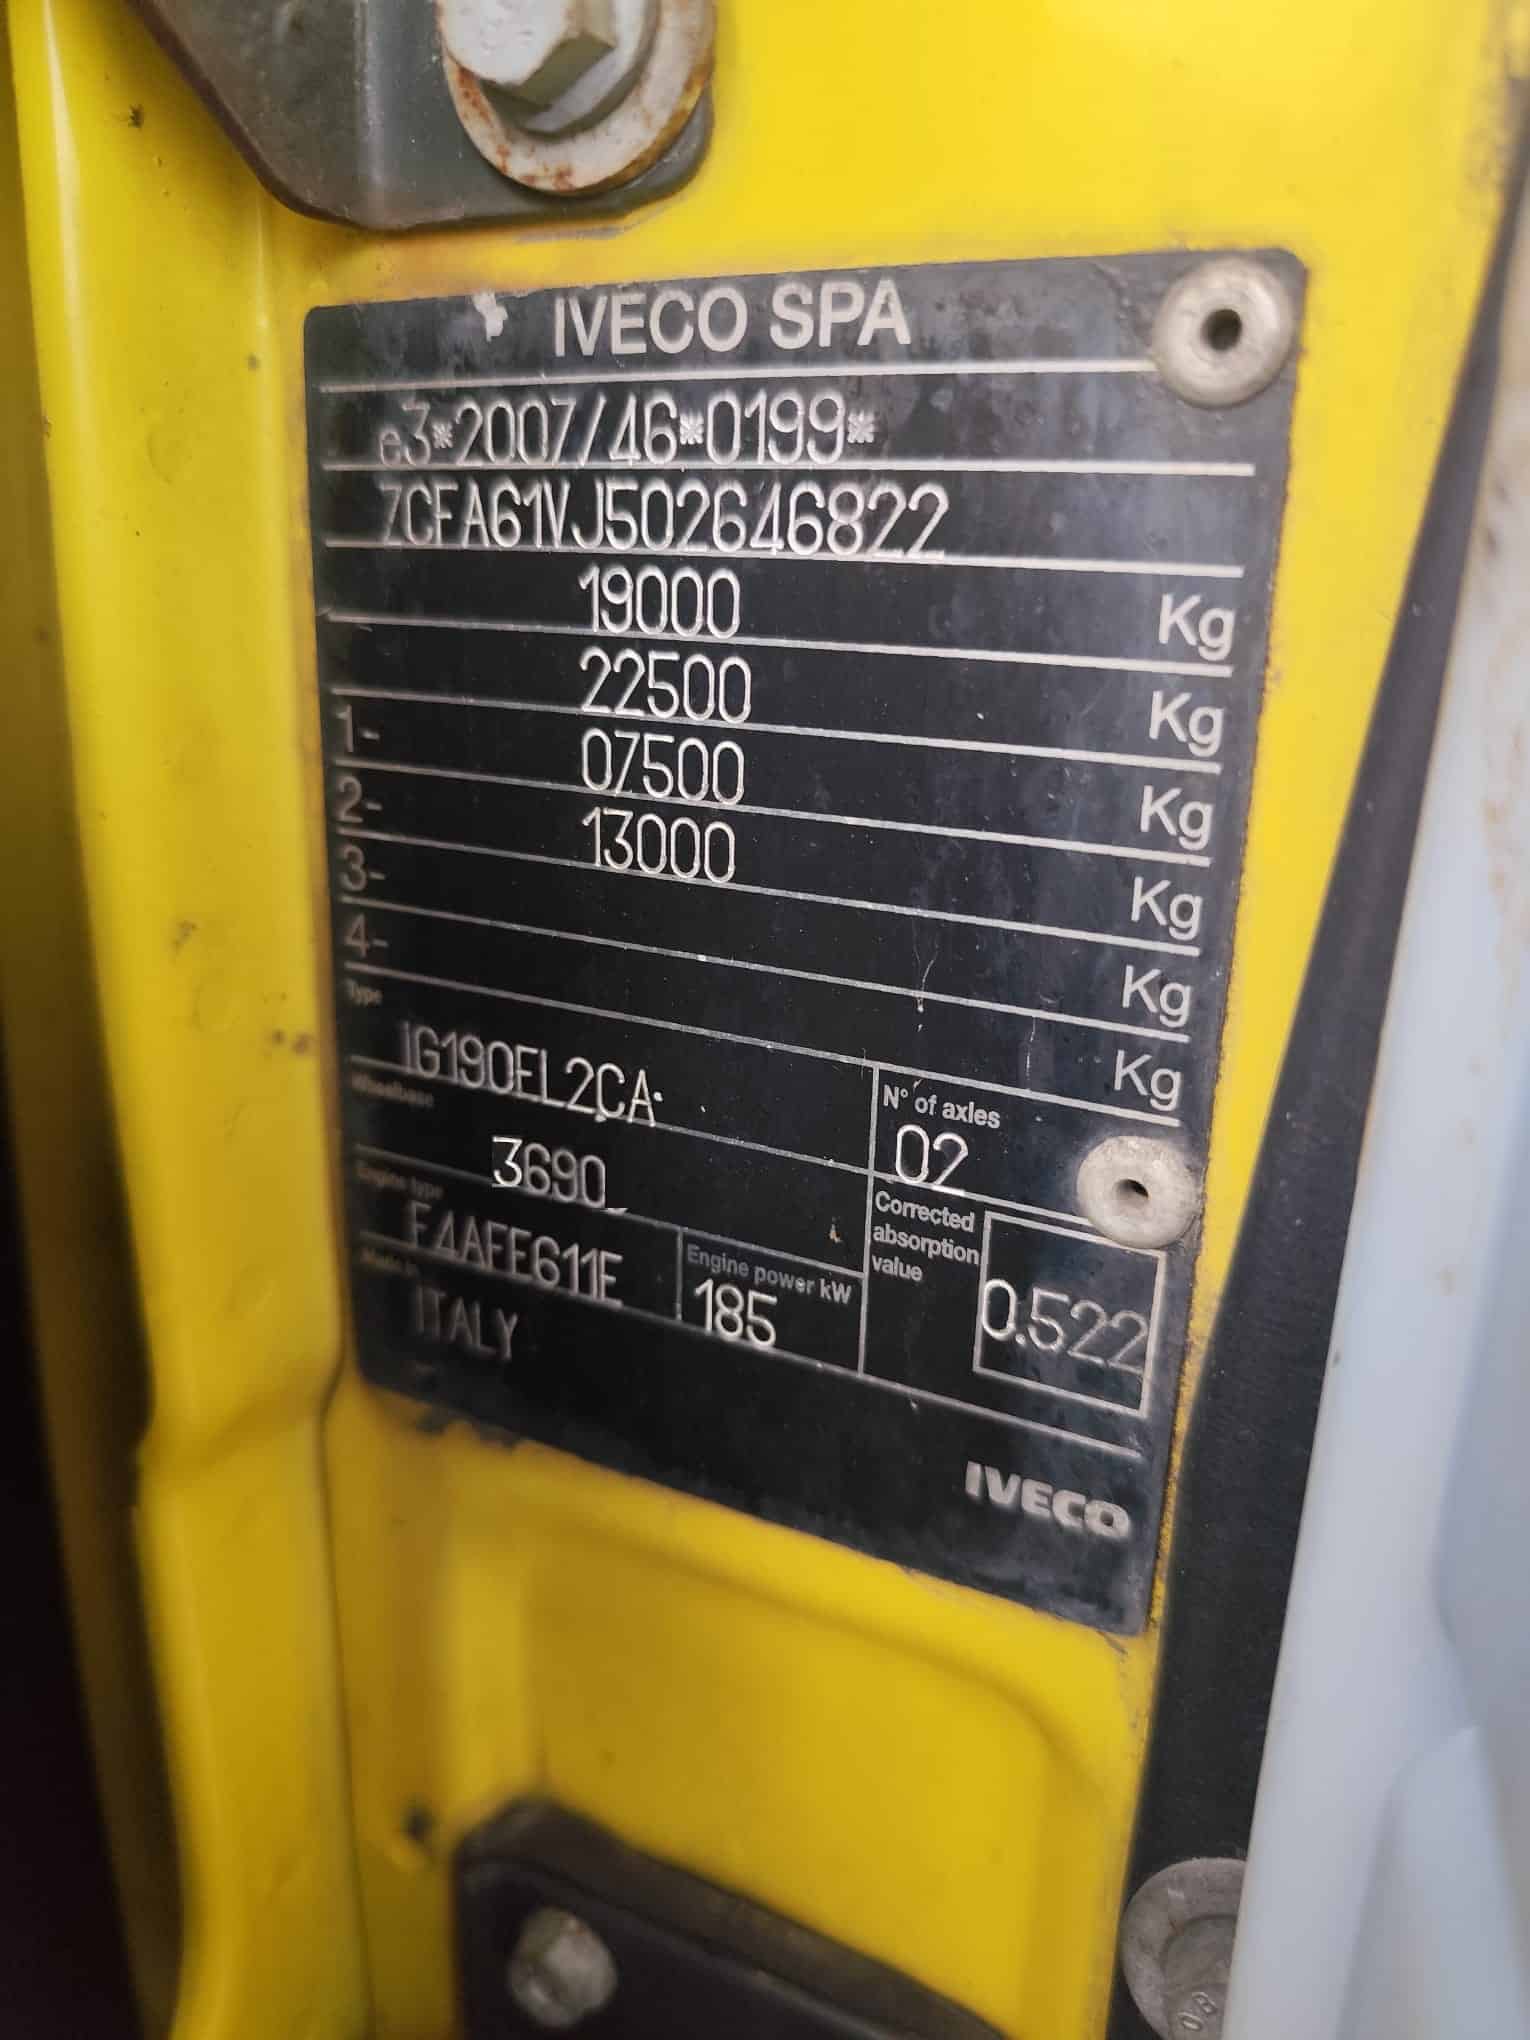 IVECO SPA
e3*2007/46*0199*
ZCFA61VJ502646822
19000 Kg
22500 Kg
1- 07500 Kg
2- 13000 Kg
3- Kg
4- Kg
Type
IG190EL2CA
N° of axles
02
Wheelbase
3690
Corrected
absorption
value
0.522
Engine type
F4AFE611E
Engine power kW
185
Made in
ITALY
IVECO